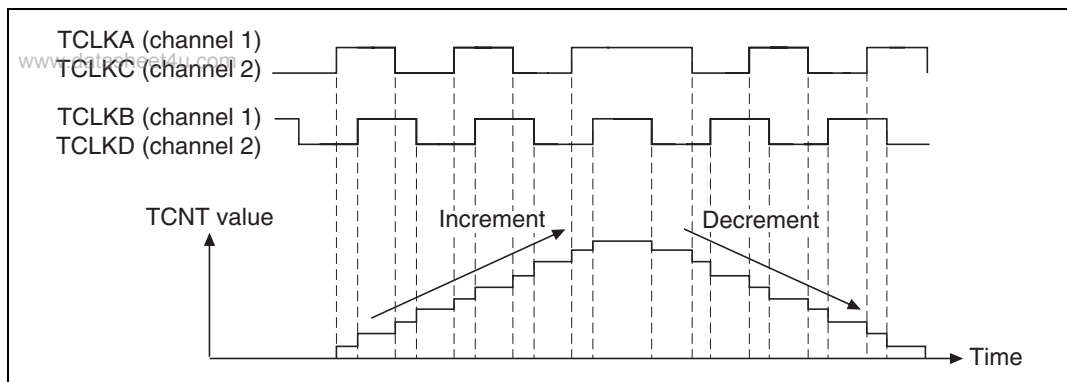 TCLKA (channel 1)
www.datasheet4u.com
TCLKC (channel 2)
TCLKB (channel 1)
TCLKD (channel 2)
TCNT value
Increment
Decrement
Time